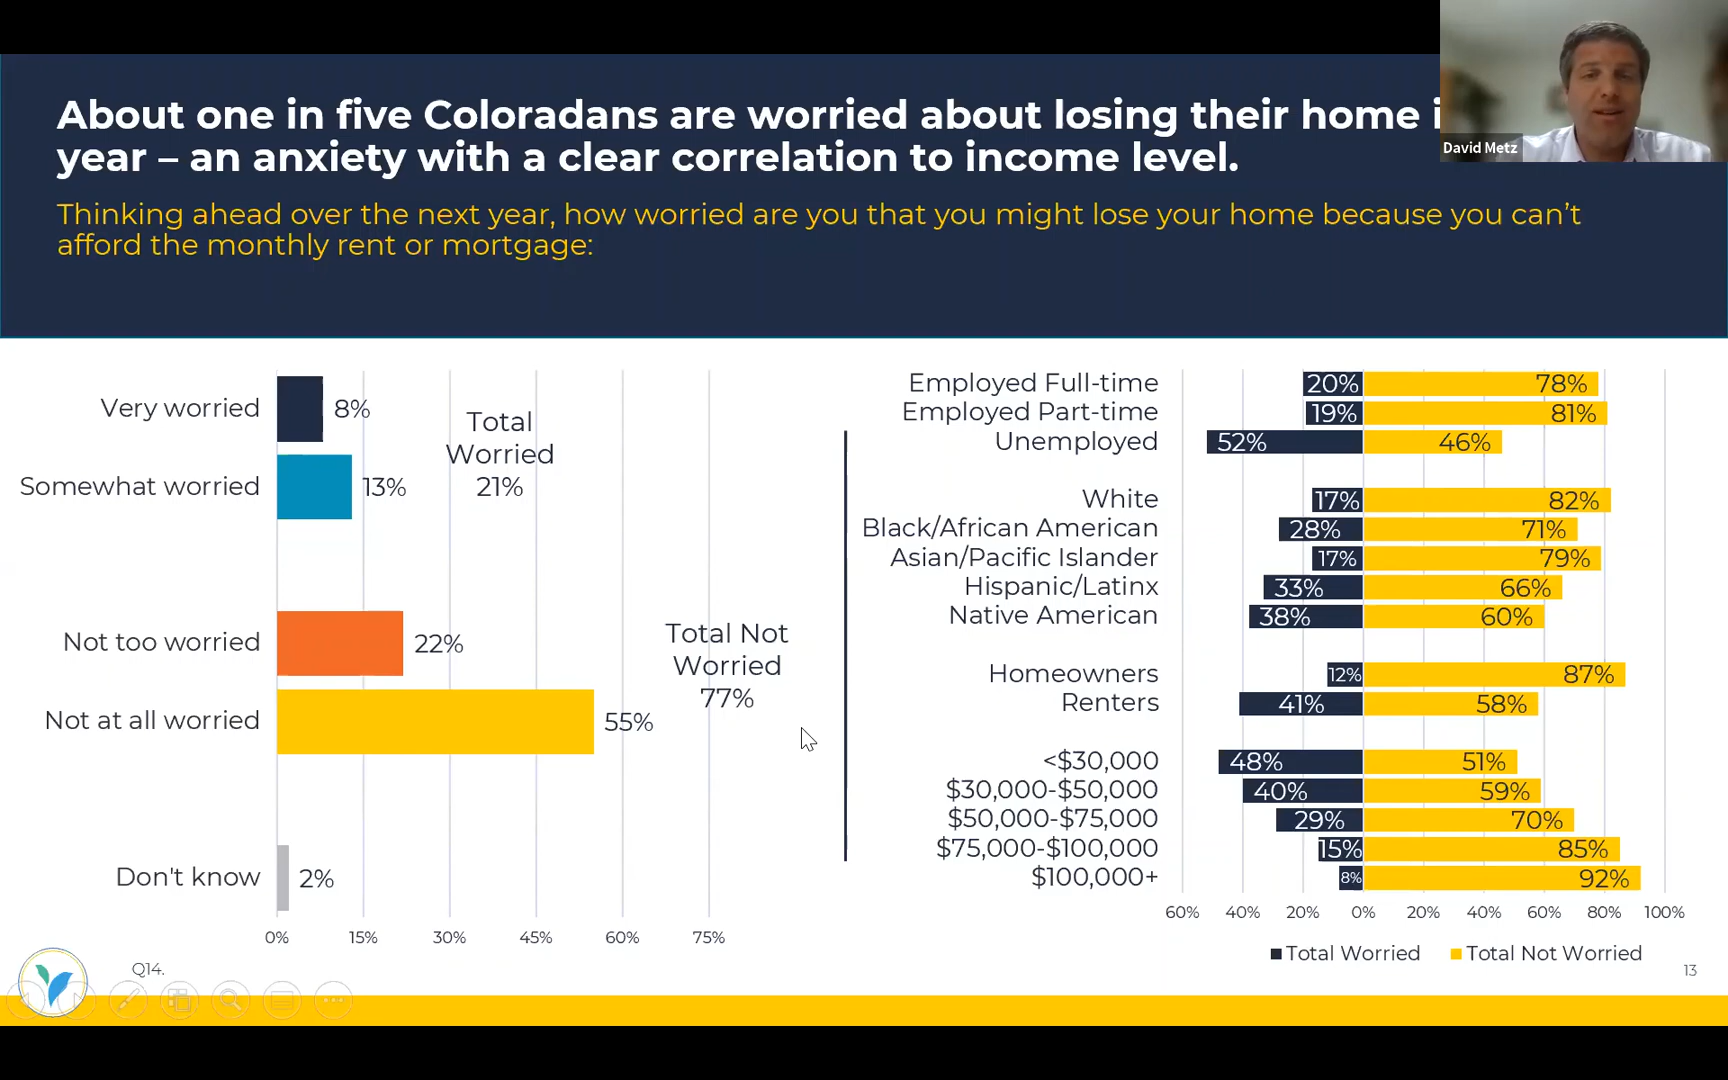 About one in five Coloradans are worried about losing their home
year – an anxiety with a clear correlation to income level.
David Metz
Thinking ahead over the next year, how worried are you that you might lose your home because you can’t
afford the monthly rent or mortgage:
Very worried 8%
Somewhat worried 13%
Total
Worried
21%
Not too worried 22%
Not at all worried 55%
Total Not
Worried
77%
Don't know 2%
0% 15% 30% 45% 60% 75%
Employed Full-time 20% 78%
Employed Part-time 19% 81%
Unemployed 52% 46%
White 17% 82%
Black/African American 28% 71%
Asian/Pacific Islander 17% 79%
Hispanic/Latinx 33% 66%
Native American 38% 60%
Homeowners 12% 87%
Renters 41% 58%
<$30,000 48% 51%
$30,000-$50,000 40% 59%
$50,000-$75,000 29% 70%
$75,000-$100,000 15% 85%
$100,000+ 8% 92%
60% 40% 20% 0% 20% 40% 60% 80% 100%
Total Worried Total Not Worried
Q14.
13